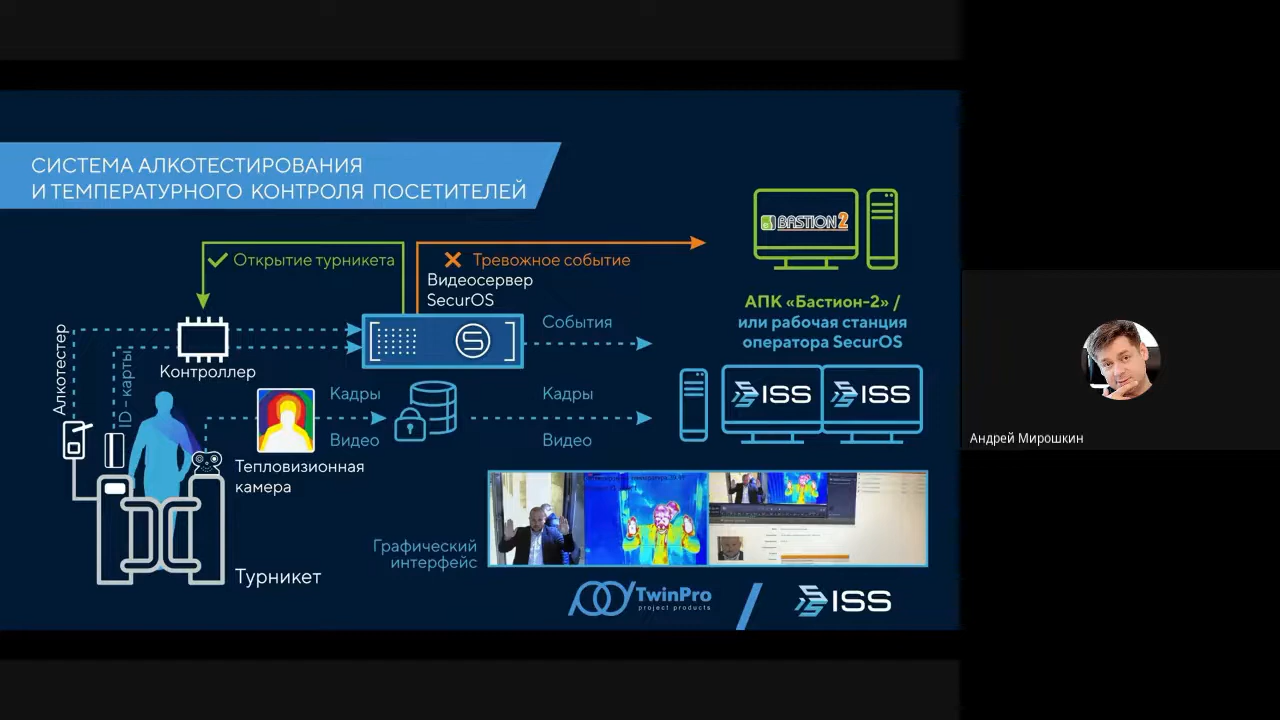 СИСТЕМА АЛКОТЕСТИРОВАНИЯ
И ТЕМПЕРАТУРНОГО КОНТРОЛЯ ПОСЕТИТЕЛЕЙ
BASTION2
Открытие турникета
Тревожное событие
Видеосервер
SecurOS
АПК «Бастион-2» /
или рабочая станция
оператора SecurOS
События
Алкотестер
ID - карты
Контроллер
Кадры
Видео
Кадры
Видео
ISS
ISS
Тепловизионная
камера
Графический
интерфейс
Турникет
TwinPro
project products
ISS
Андрей Мирошкин